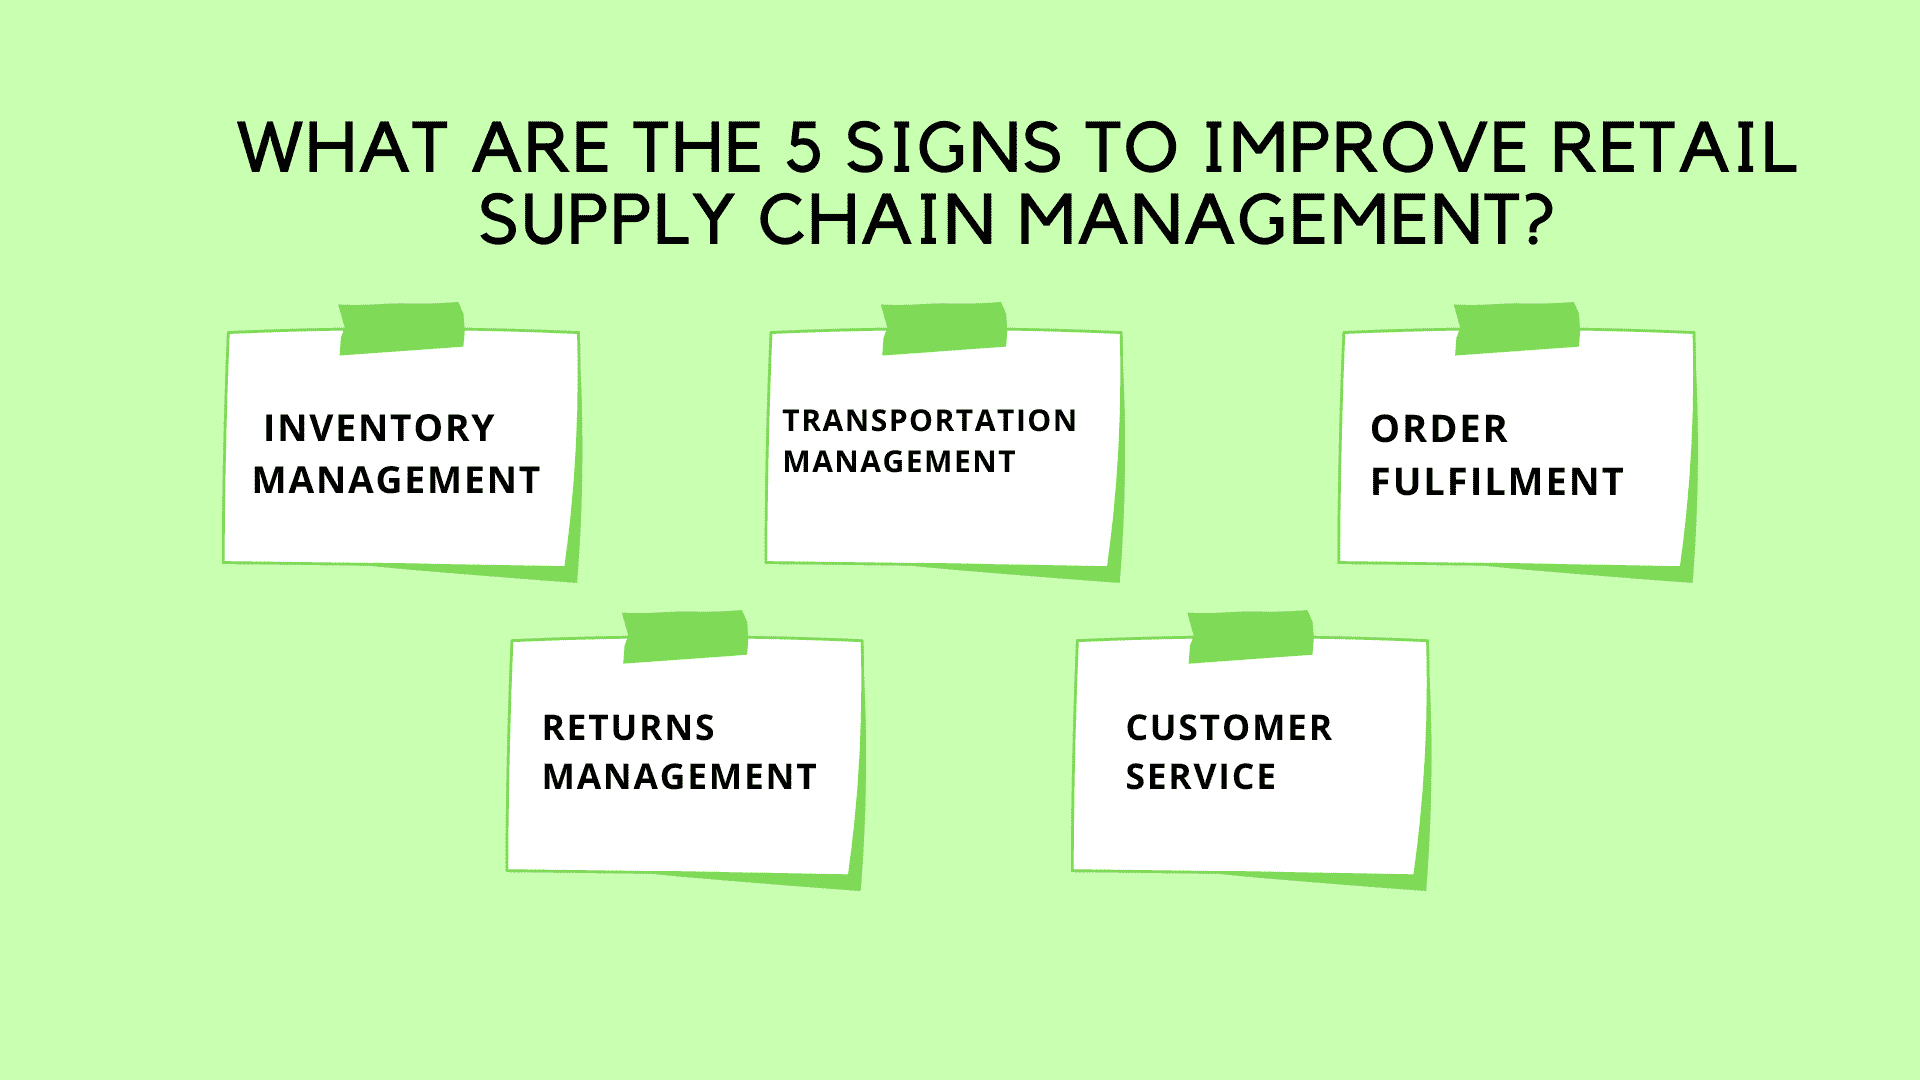 WHAT ARE THE 5 SIGNS TO IMPROVE RETAIL
SUPPLY CHAIN MANAGEMENT?
INVENTORY
MANAGEMENT
TRANSPORTATION
MANAGEMENT
ORDER
FULFILMENT
RETURNS
MANAGEMENT
CUSTOMER
SERVICE